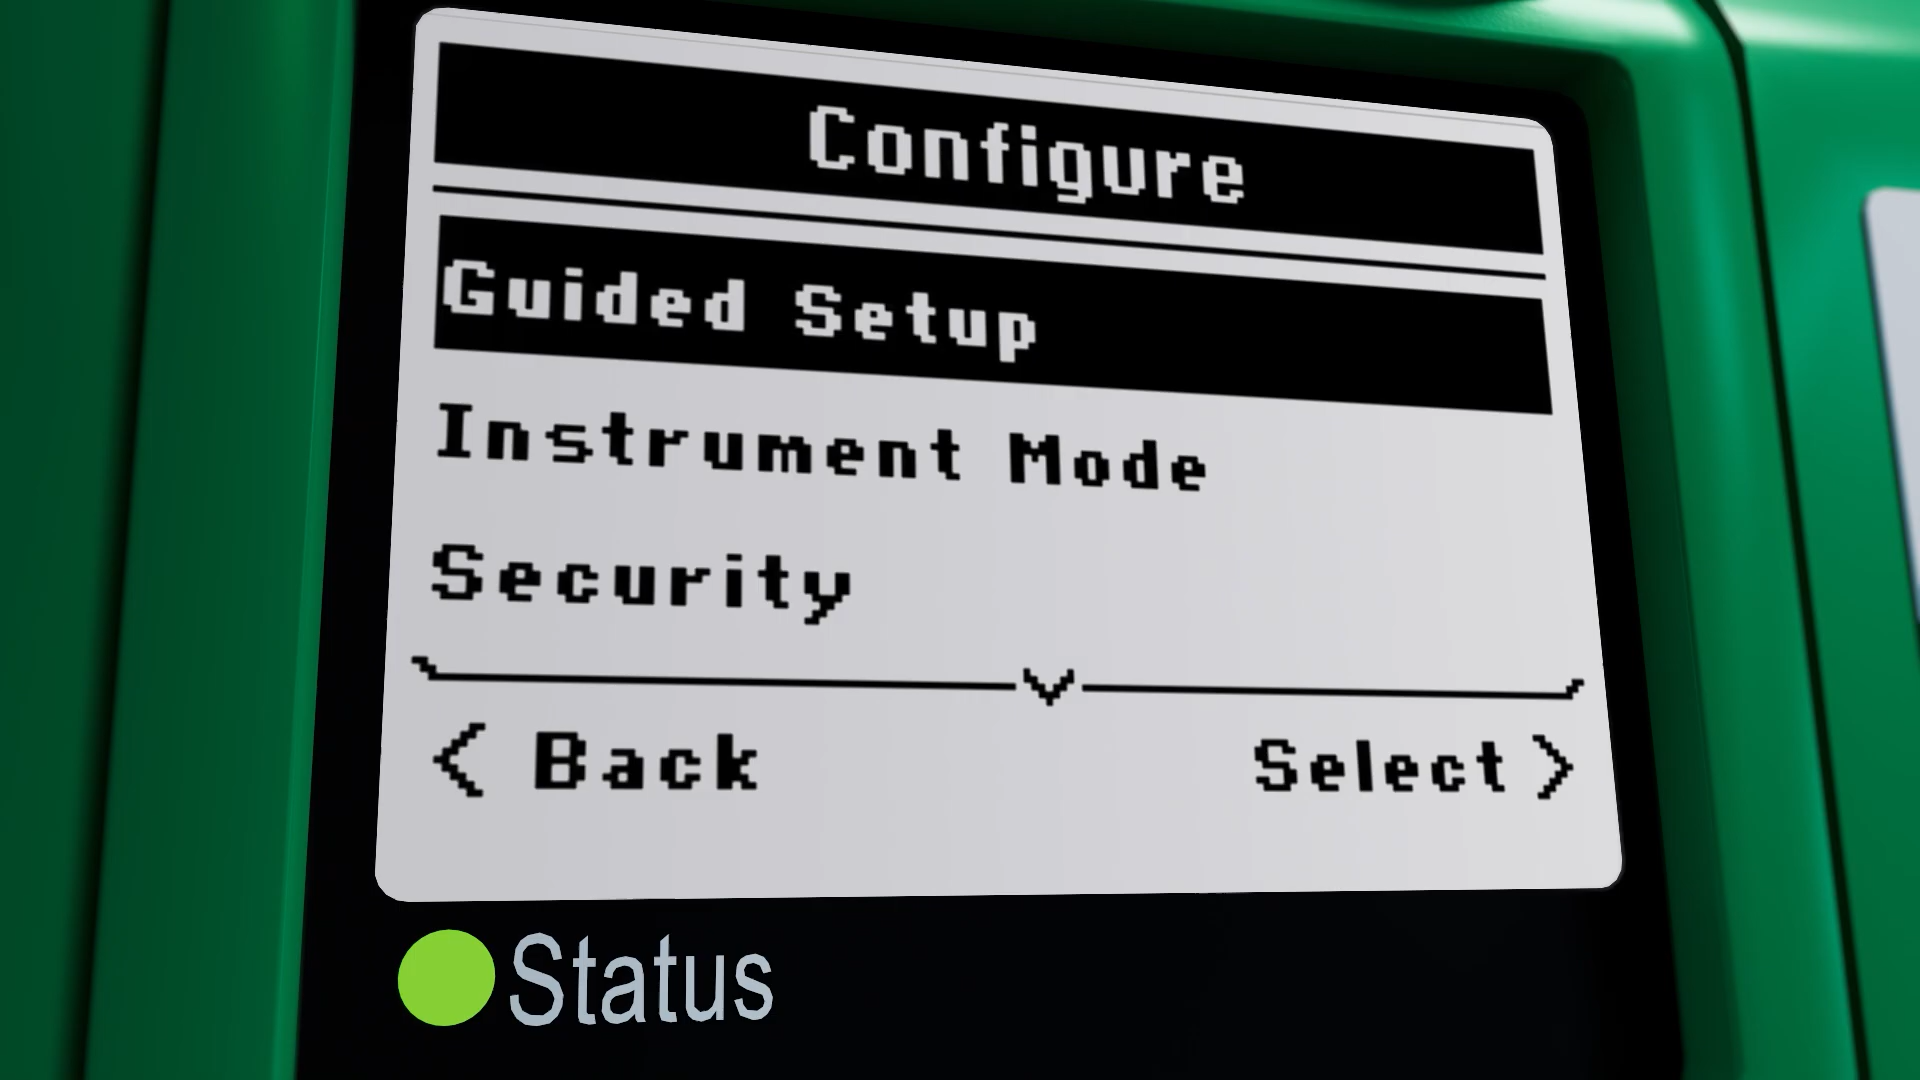 Configure
Guided Setup
Instrument Mode
Security
< Back Select >
Status